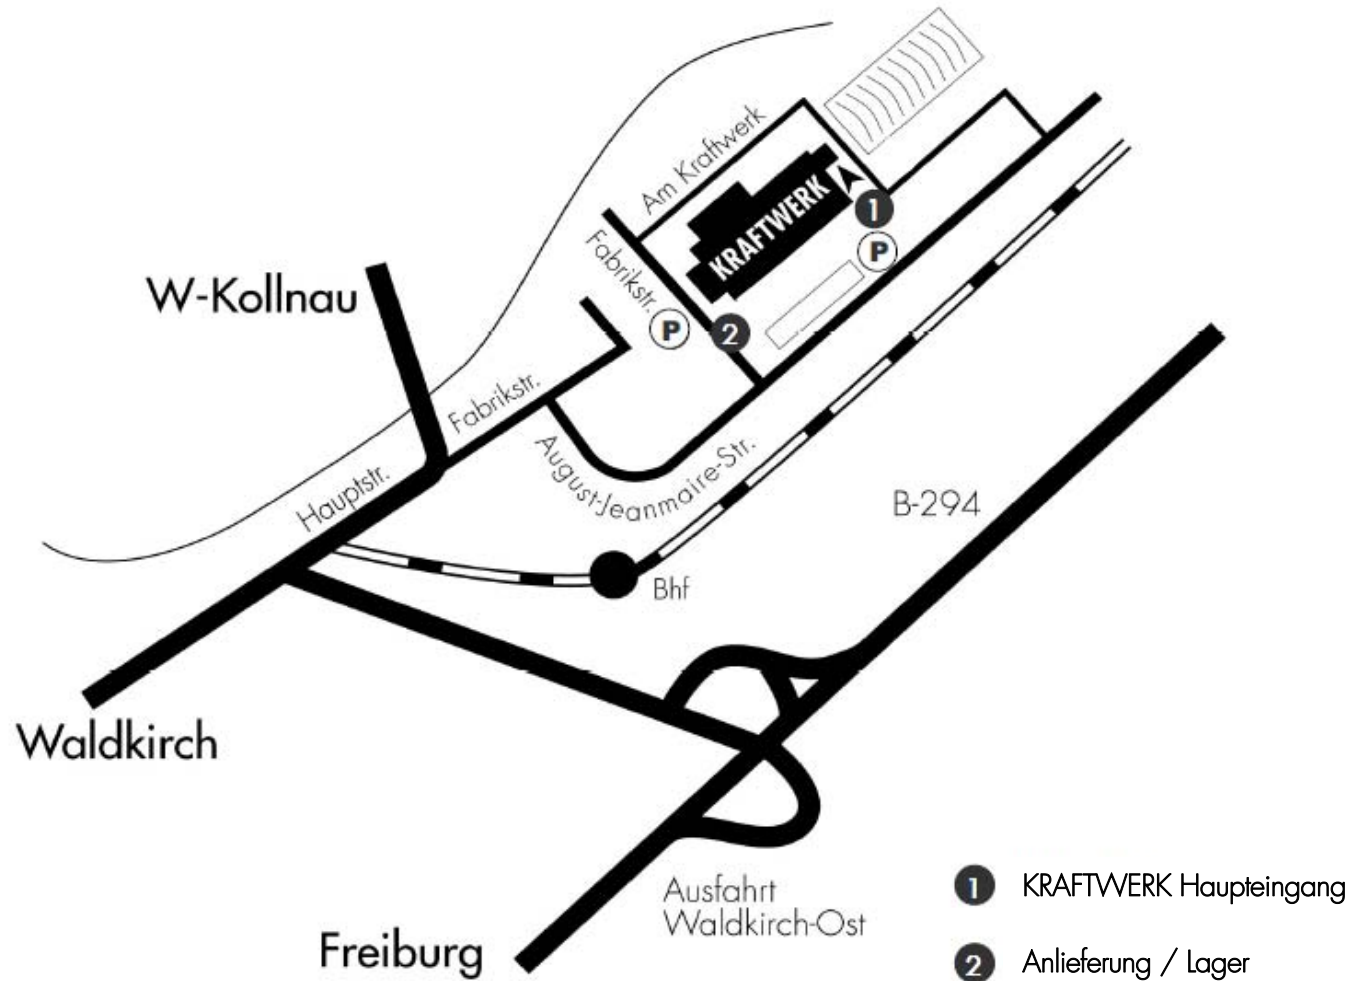 Am Kraftwerk
KRAFTWERK
1
P
Fabrikstr.
P
2
W-Kollnau
Fabrikstr.
August-Jeanmaire-Str.
Hauptstr.
B-294
Bhf
Waldkirch
Ausfahrt
Waldkirch-Ost
Freiburg
1 KRAFTWERK Haupteingang
2 Anlieferung / Lager